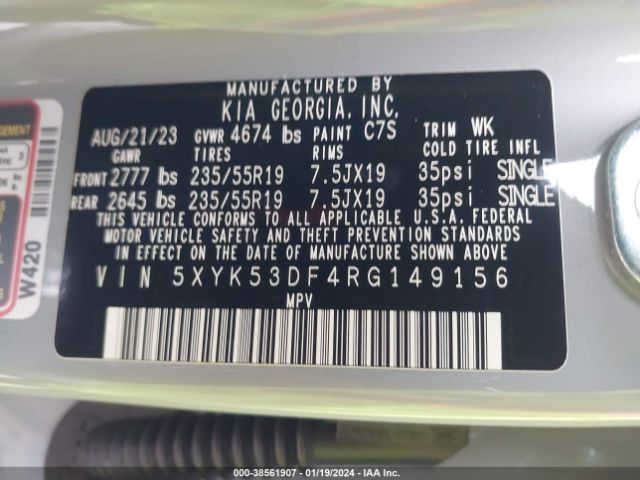 MANUFACTURED BY
KIA GEORGIA, INC.
AUG/21/23 GVWR 4674 lbs PAINT C7S TRIM WK
GAWR TIRES RIMS COLD TIRE INFL
FRONT 2777 lbs 235/55R19 7.5JX19 35psi SINGLE
REAR 2645 lbs 235/55R19 7.5JX19 35psi SINGLE
THIS VEHICLE CONFORMS TO ALL APPLICABLE U.S.A. FEDERAL
MOTOR VEHICLE SAFETY AND THEFT PREVENTION STANDARDS
IN EFFECT ON THE DATE OF MANUFACTURE SHOWN ABOVE.
VIN 5XYK53DF4RG149156
MPV
W420
000-38561907 - 01/19/2024 - IAA, Inc.